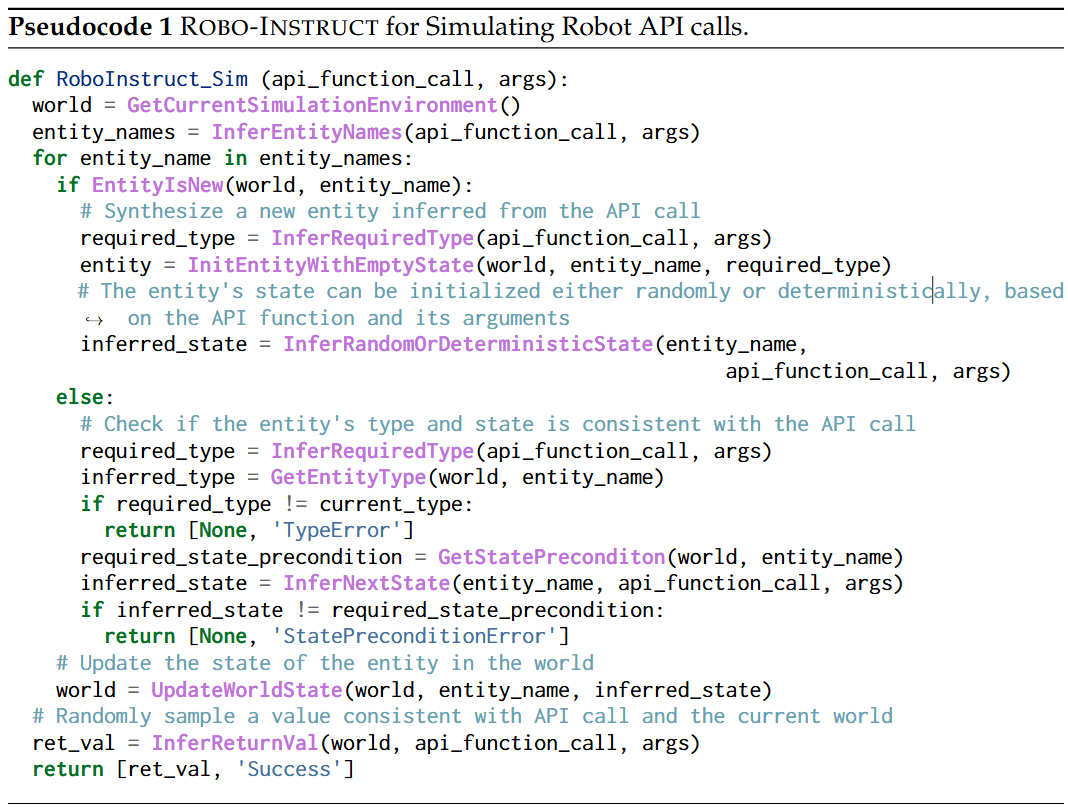 Pseudocode 1 ROBO-INSTRUCT for Simulating Robot API calls.
def RoboInstruct_Sim (api_function_call, args):
  world = GetCurrentSimulationEnvironment()
  entity_names = InferEntityNames(api_function_call, args)
  for entity_name in entity_names:
    if EntityIsNew(world, entity_name):
      # Synthesize a new entity inferred from the API call
      required_type = InferRequiredType(api_function_call, args)
      entity = InitEntityWithEmptyState(world, entity_name, required_type)
      # The entity's state can be initialized either randomly or deterministically, based
      ↪ on the API function and its arguments
      inferred_state = InferRandomOrDeterministicState(entity_name,
                                                       api_function_call, args)
    else:
      # Check if the entity's type and state is consistent with the API call
      required_type = InferRequiredType(api_function_call, args)
      inferred_type = GetEntityType(world, entity_name)
      if required_type != current_type:
        return [None, 'TypeError']
      required_state_precondition = GetStatePreconditon(world, entity_name)
      inferred_state = InferNextState(entity_name, api_function_call, args)
      if inferred_state != required_state_precondition:
        return [None, 'StatePreconditionError']
    # Update the state of the entity in the world
    world = UpdateWorldState(world, entity_name, inferred_state)
  # Randomly sample a value consistent with API call and the current world
  ret_val = InferReturnVal(world, api_function_call, args)
  return [ret_val, 'Success']